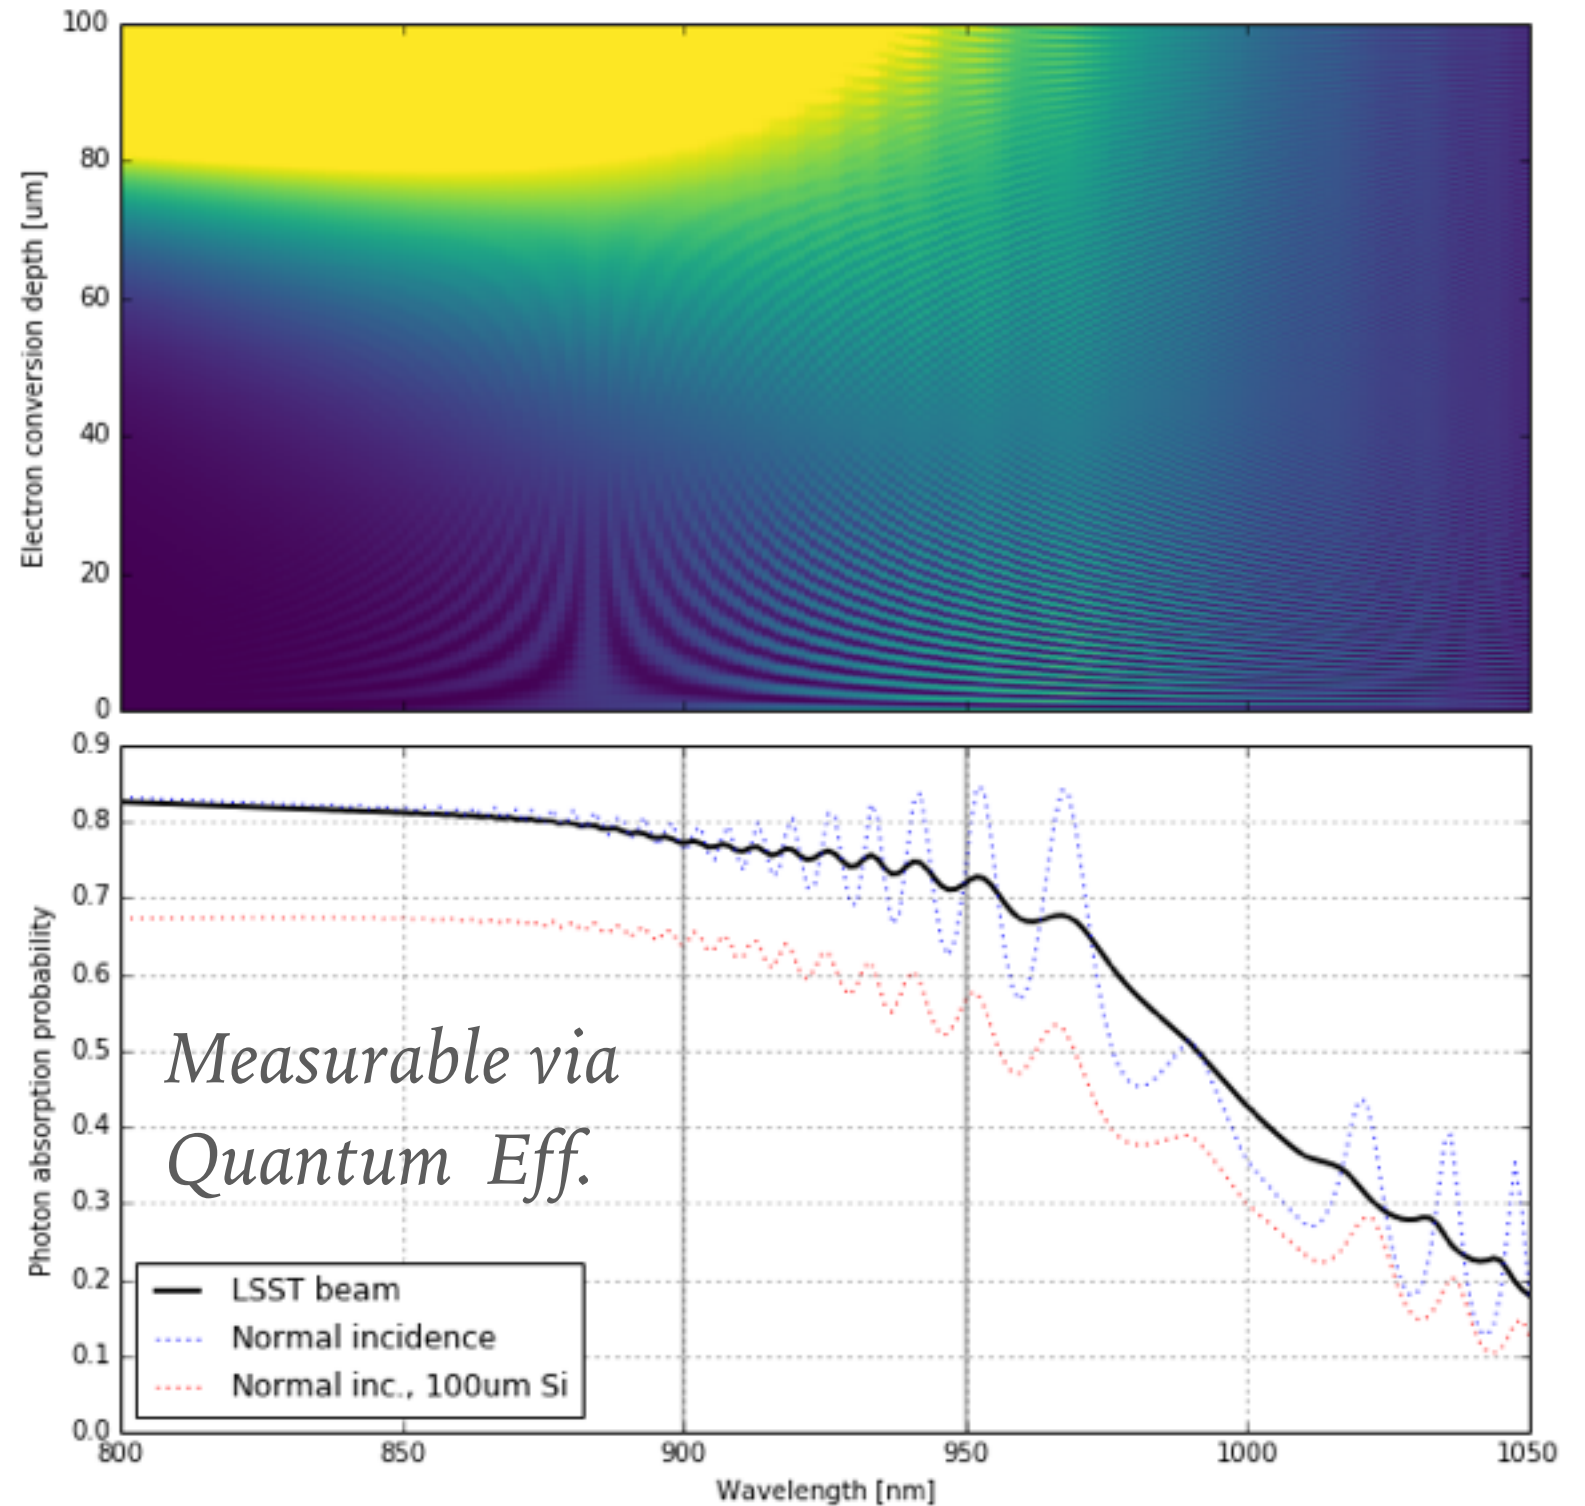 100
80
60
40
20
0
Electron conversion depth [um]
0.9
0.8
0.7
0.6
0.5
0.4
0.3
0.2
0.1
0.0
Photon absorption probability
Measurable via
Quantum Eff.
LSST beam
Normal incidence
Normal inc., 100um Si
800 850 900 950 1000 1050
Wavelength [nm]